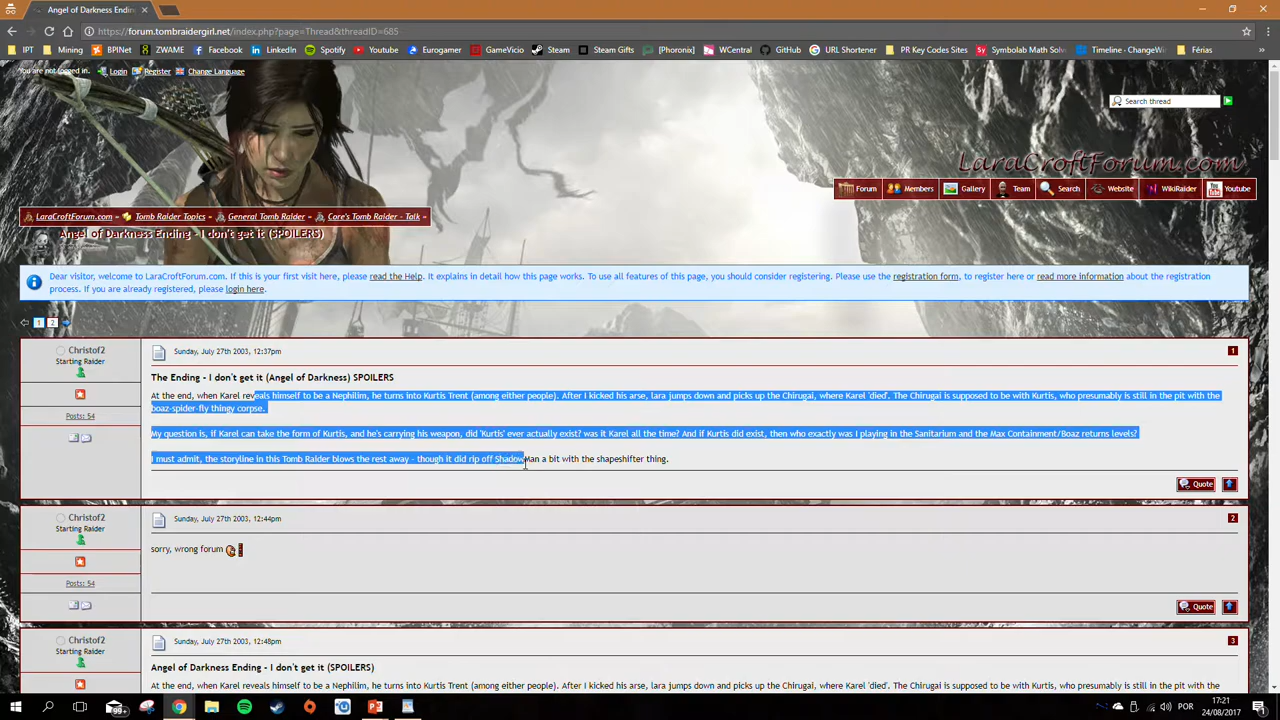 Angel of Darkness Ending
https://forum.tombraidergirl.net/index.php?page=Thread&threadID=685
IPT Mining BPINet ZWAME Facebook LinkedIn Spotify Youtube Eurogamer GameVicio Steam Steam Gifts [Phoronix] WCentral GitHub URL Shortener PR Key Codes Sites Symbolab Math Solv Timeline - ChangeWin Férias »
You are not logged in. Login Register Change Language
Search thread
LaraCroftForum.com
Forum Members Gallery Team Search Website WikiRaider Youtube
LaraCroftForum.com » Tomb Raider Topics » General Tomb Raider » Core's Tomb Raider - Talk »
Angel of Darkness Ending - I don't get it (SPOILERS)
Dear visitor, welcome to LaraCroftForum.com. If this is your first visit here, please read the Help. It explains in detail how this page works. To use all features of this page, you should consider registering. Please use the registration form, to register here or read more information about the registration
process. If you are already registered, please login here.
1 2
Christof2
Starting Raider
Posts: 54
Sunday, July 27th 2003, 12:37pm 1
The Ending - I don't get it (Angel of Darkness) SPOILERS
At the end, when Karel reveals himself to be a Nephilim, he turns into Kurtis Trent (among either people). After I kicked his arse, lara jumps down and picks up the Chirugai, where Karel 'died'. The Chirugai is supposed to be with Kurtis, who presumably is still in the pit with the
boaz-spider-fly thingy corpse.
My question is, if Karel can take the form of Kurtis, and he's carrying his weapon, did 'Kurtis' ever actually exist? was it Karel all the time? And if Kurtis did exist, then who exactly was I playing in the Sanitarium and the Max Containment/Boaz returns levels?
I must admit, the storyline in this Tomb Raider blows the rest away - though it did rip off ShadowMan a bit with the shapeshifter thing.
Quote
Christof2
Starting Raider
Posts: 54
Sunday, July 27th 2003, 12:44pm 2
sorry, wrong forum
Quote
Christof2
Starting Raider
Sunday, July 27th 2003, 12:48pm 3
Angel of Darkness Ending - I don't get it (SPOILERS)
At the end, when Karel reveals himself to be a Nephilim, he turns into Kurtis Trent (among either people). After I kicked his arse, lara jumps down and picks up the Chirugai, where Karel 'died'. The Chirugai is supposed to be with Kurtis, who presumably is still in the pit with the
99+
POR
17:21
24/08/2017
1